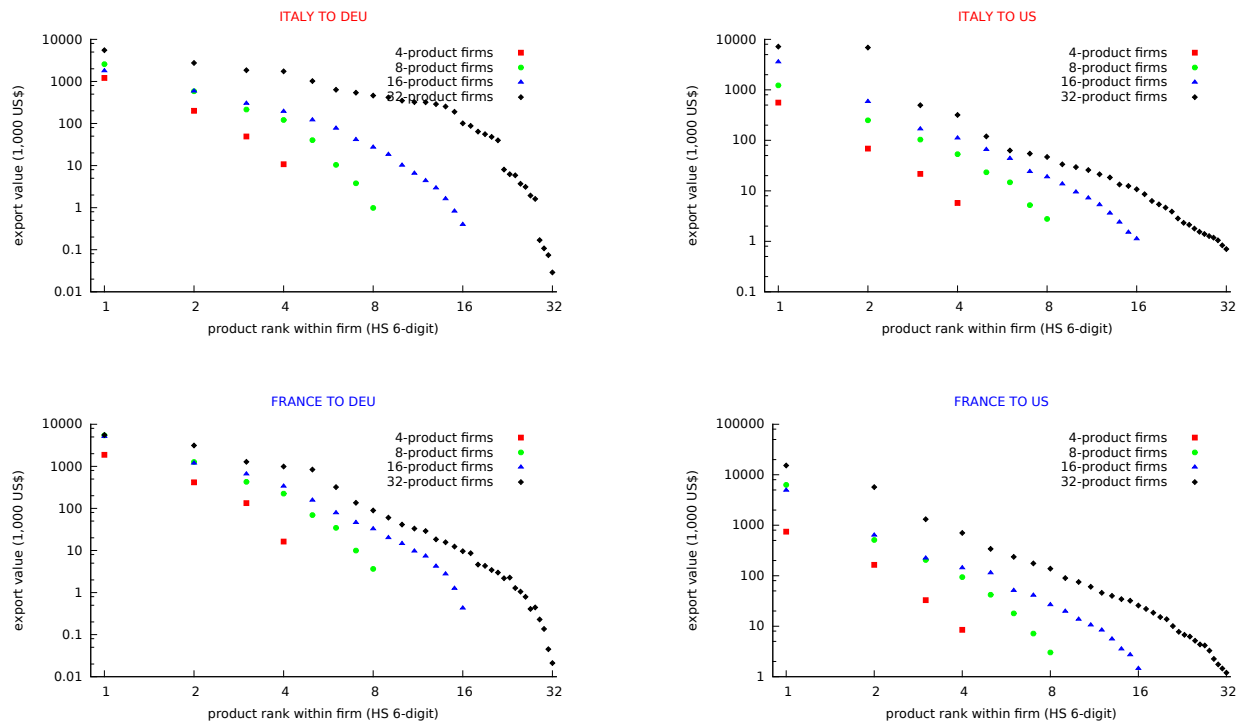 ITALY TO DEU
10000
1000
100
10
1
0.1
0.01
export value (1,000 US$)
4-product firms
8-product firms
16-product firms
32-product firms
1 2 4 8 16 32
product rank within firm (HS 6-digit)
ITALY TO US
10000
1000
100
10
1
0.1
export value (1,000 US$)
4-product firms
8-product firms
16-product firms
32-product firms
1 2 4 8 16 32
product rank within firm (HS 6-digit)
FRANCE TO DEU
10000
1000
100
10
1
0.1
0.01
export value (1,000 US$)
4-product firms
8-product firms
16-product firms
32-product firms
1 2 4 8 16 32
product rank within firm (HS 6-digit)
FRANCE TO US
100000
10000
1000
100
10
1
export value (1,000 US$)
4-product firms
8-product firms
16-product firms
32-product firms
1 2 4 8 16 32
product rank within firm (HS 6-digit)